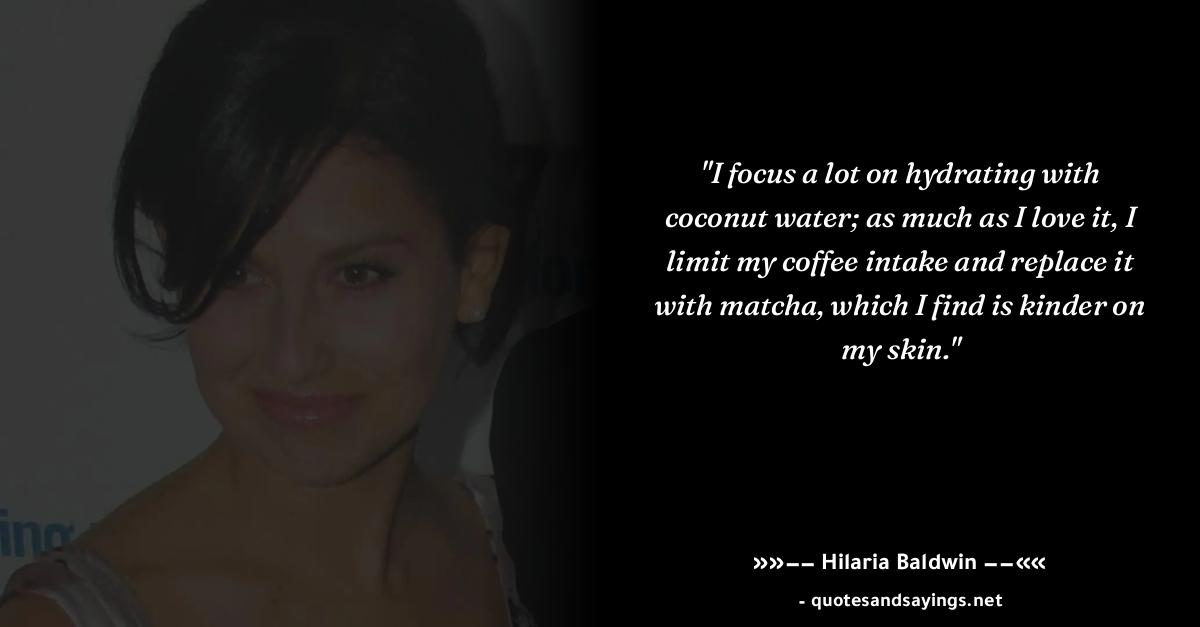 "I focus a lot on hydrating with
coconut water; as much as I love it, I
limit my coffee intake and replace it
with matcha, which I find is kinder on
my skin."
»»–– Hilaria Baldwin ––««
- quotesandsayings.net
ing